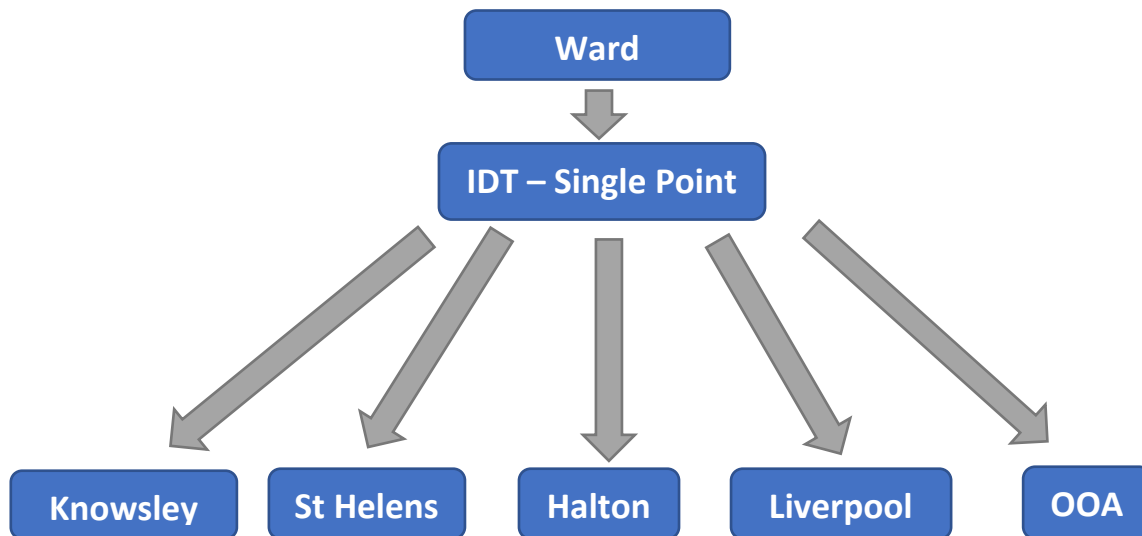 Ward
IDT – Single Point
Knowsley
St Helens
Halton
Liverpool
OOA